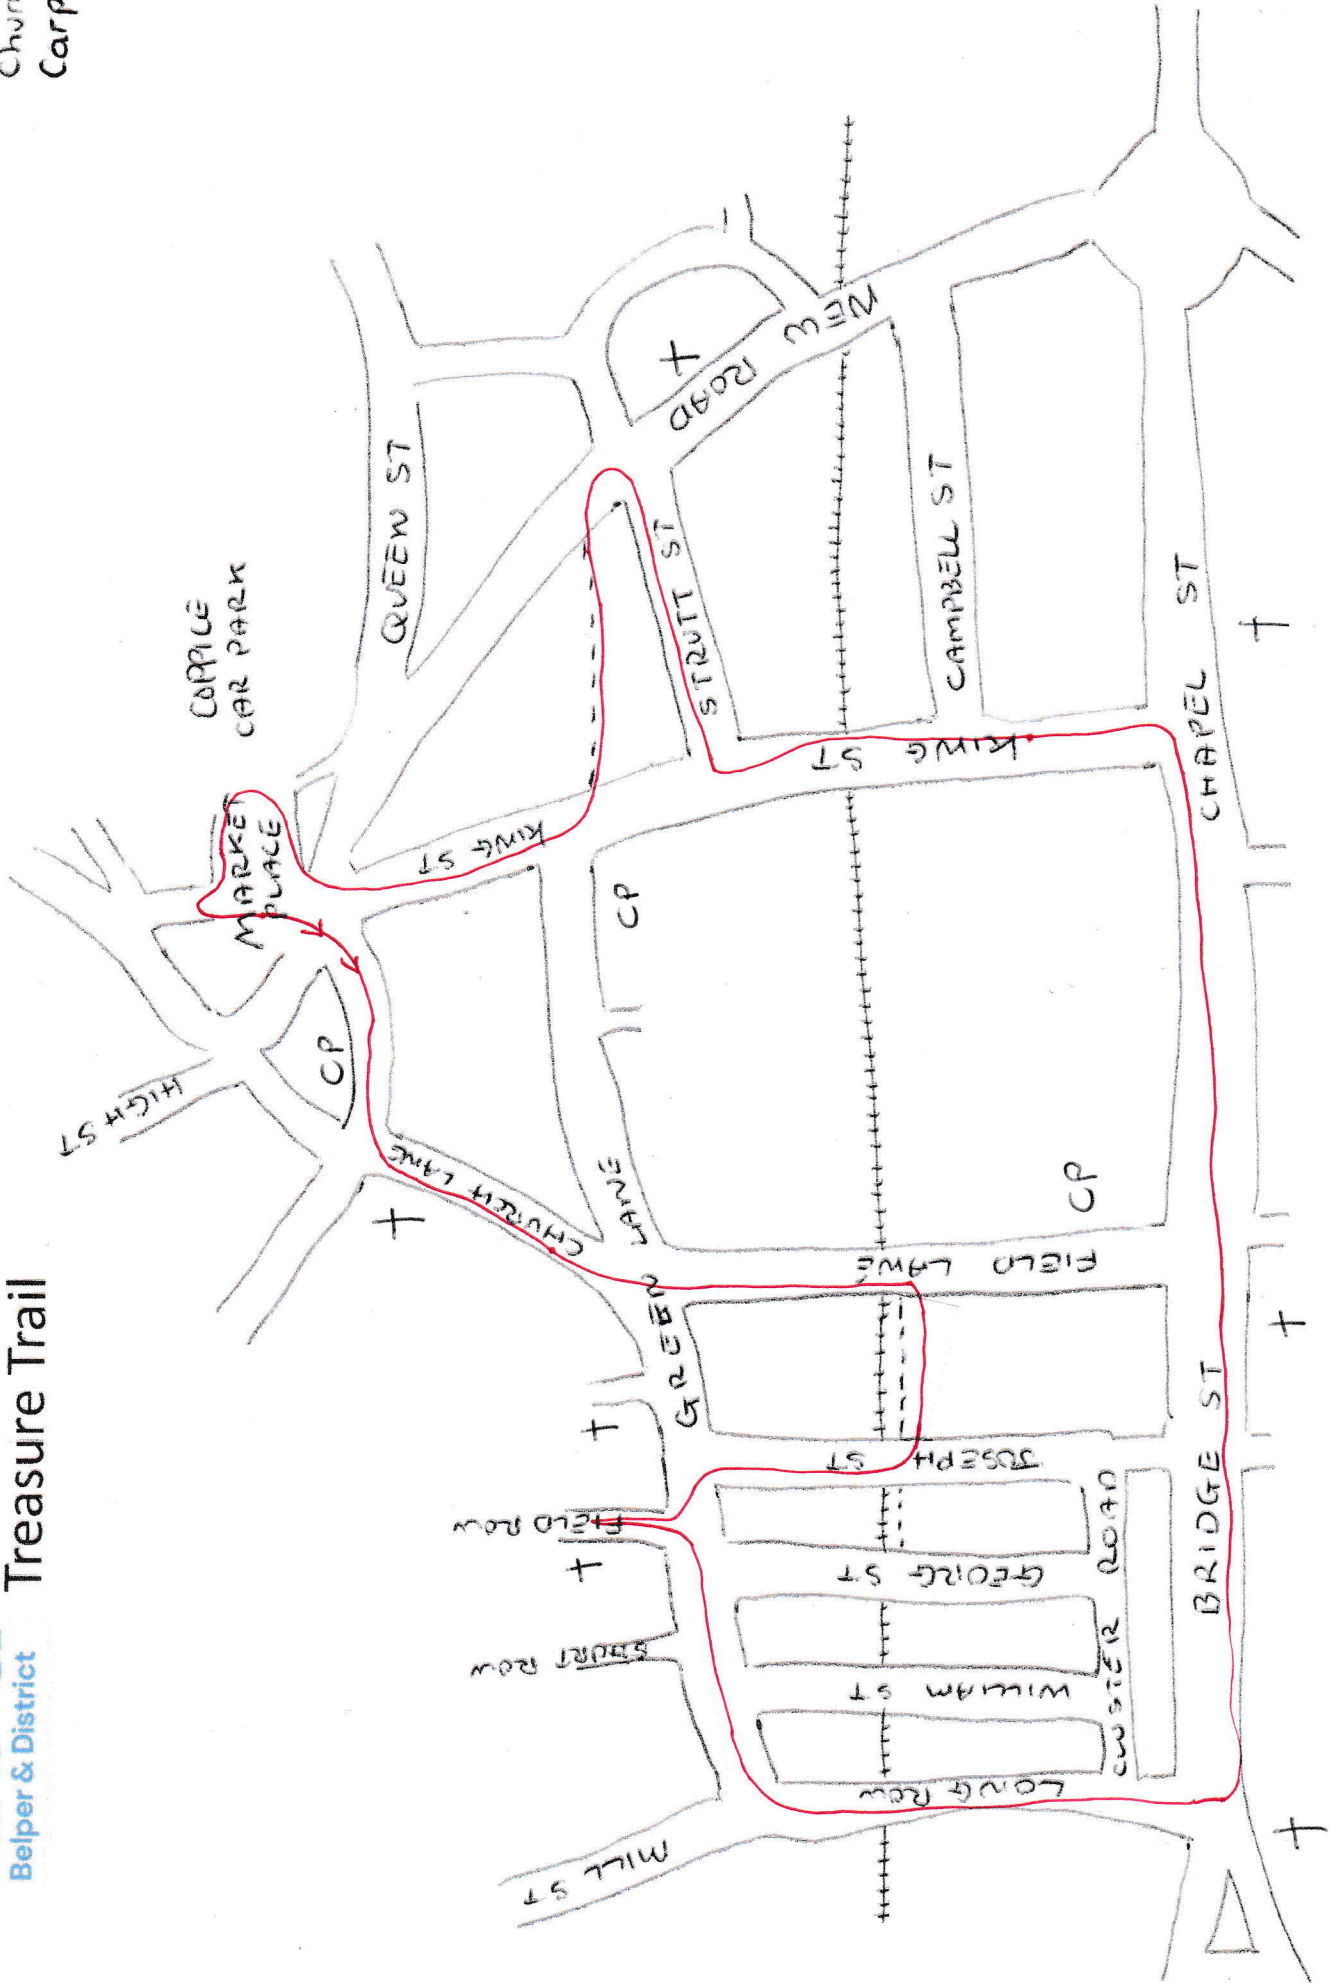 Belper & District
Treasure Trail
HIGH ST
COPPICE
CAR PARK
MARKET
PLACE
QUEEN ST
CP
CHURCH LANE
KING ST
CP
NEW
ROAD
STRUTT ST
GREEN LANE
FIELD ROW
SHORT ROW
MILL ST
KING ST
CAMPBELL ST
FIELD LANE
CP
JOSEPH ST
GEORG ST
WILLIAM ST
LONG ROW
CLUSTER ROAD
BRIDGE ST
CHAPEL ST